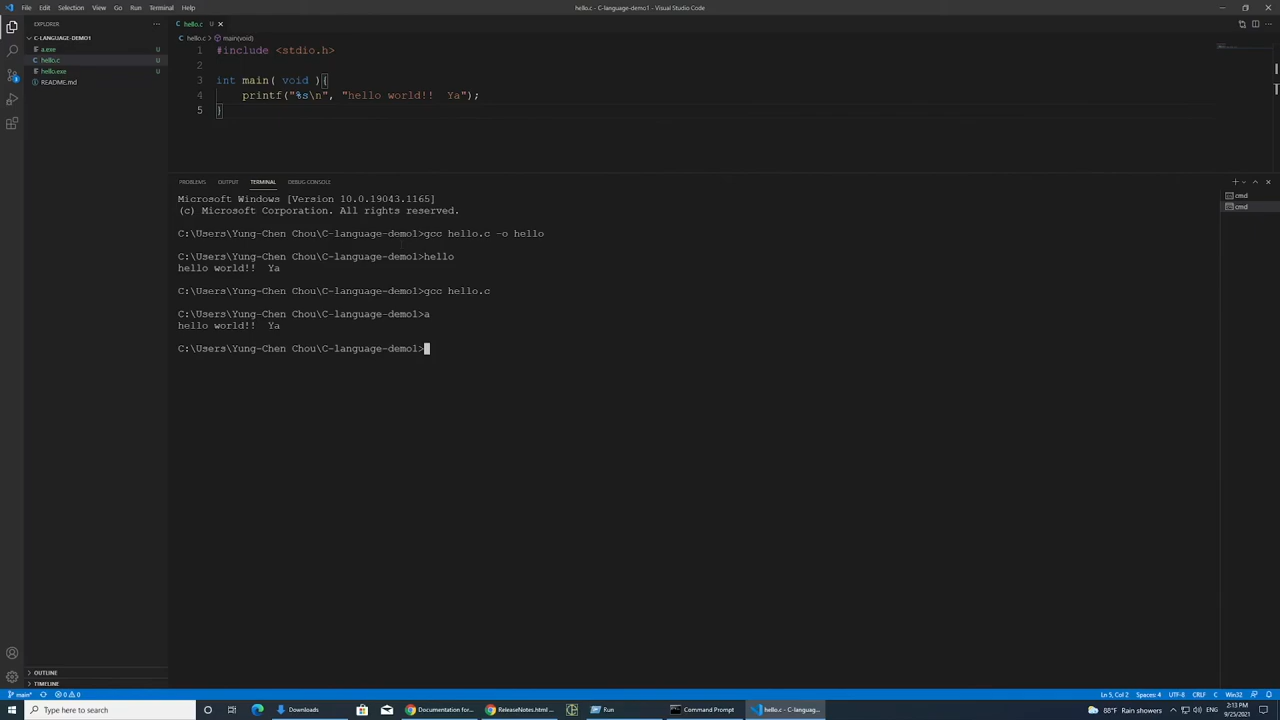 File Edit Selection View Go Run Terminal Help
hello.c - C-language-demo1 - Visual Studio Code
EXPLORER
C-LANGUAGE-DEMO1
a.exe U
C hello.c U
hello.exe U
README.md
OUTLINE
TIMELINE
C hello.c U
C hello.c > main(void)
1 #include <stdio.h>
2
3 int main( void ){
4 printf("%s\n", "hello world!!  Ya");
5 }
PROBLEMS OUTPUT TERMINAL DEBUG CONSOLE
Microsoft Windows [Version 10.0.19043.1165]
(c) Microsoft Corporation. All rights reserved.
C:\Users\Yung-Chen Chou\C-language-demo1>gcc hello.c -o hello
C:\Users\Yung-Chen Chou\C-language-demo1>hello
hello world!!  Ya
C:\Users\Yung-Chen Chou\C-language-demo1>gcc hello.c
C:\Users\Yung-Chen Chou\C-language-demo1>a
hello world!!  Ya
C:\Users\Yung-Chen Chou\C-language-demo1>
cmd
cmd
main* 0 0 Ln 5, Col 2 Spaces: 4 UTF-8 CRLF C Win32
Type here to search Downloads Documentation for... ReleaseNotes.html ... Run Command Prompt hello.c - C-languag... 88°F Rain showers ENG 2:13 PM
9/25/2021